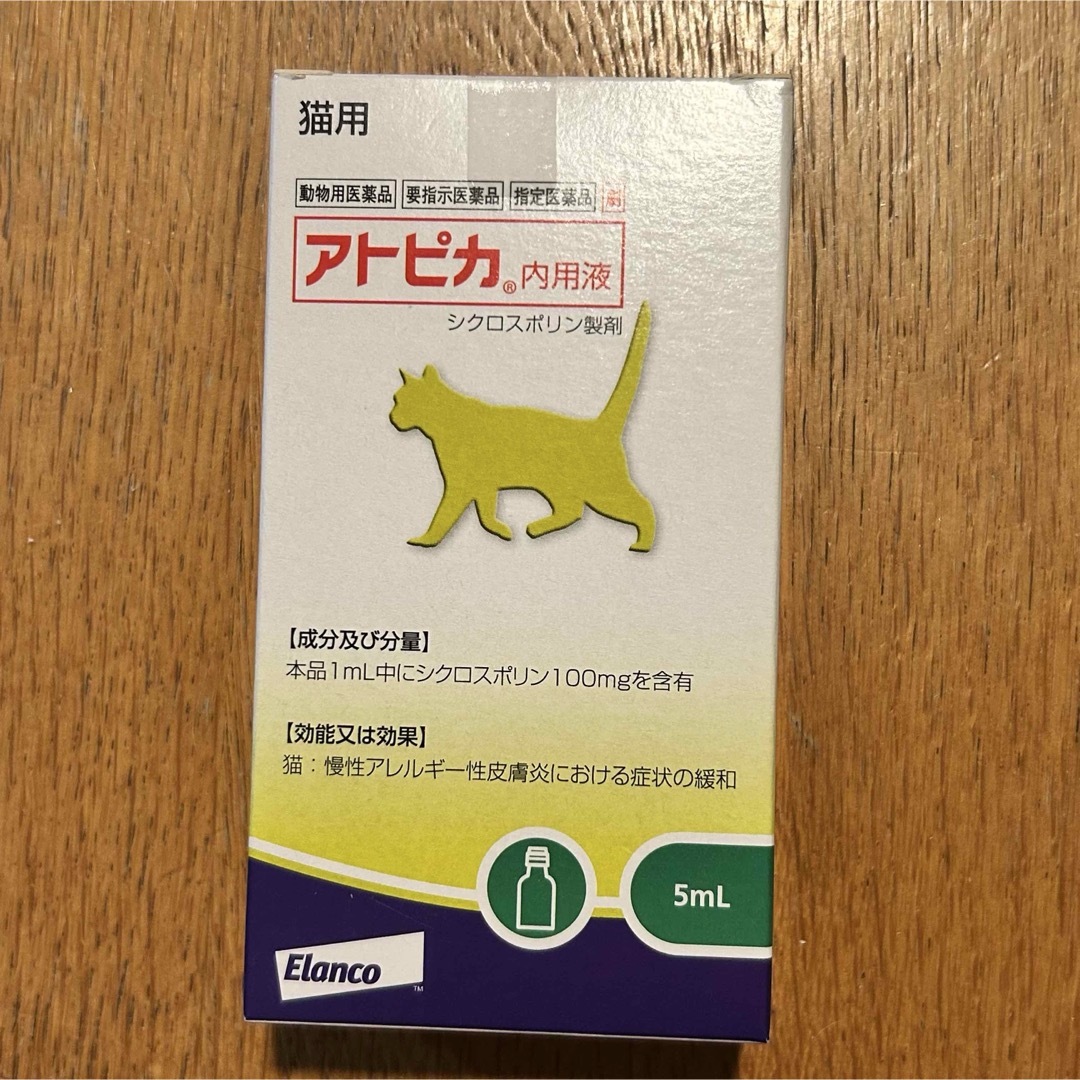 猫用
動物用医薬品 要指示医薬品 指定医薬品 劇
アトピカ®内用液
シクロスポリン製剤
【成分及び分量】
本品1mL中にシクロスポリン100mgを含有
【効能又は効果】
猫：慢性アレルギー性皮膚炎における症状の緩和
5mL
Elanco™